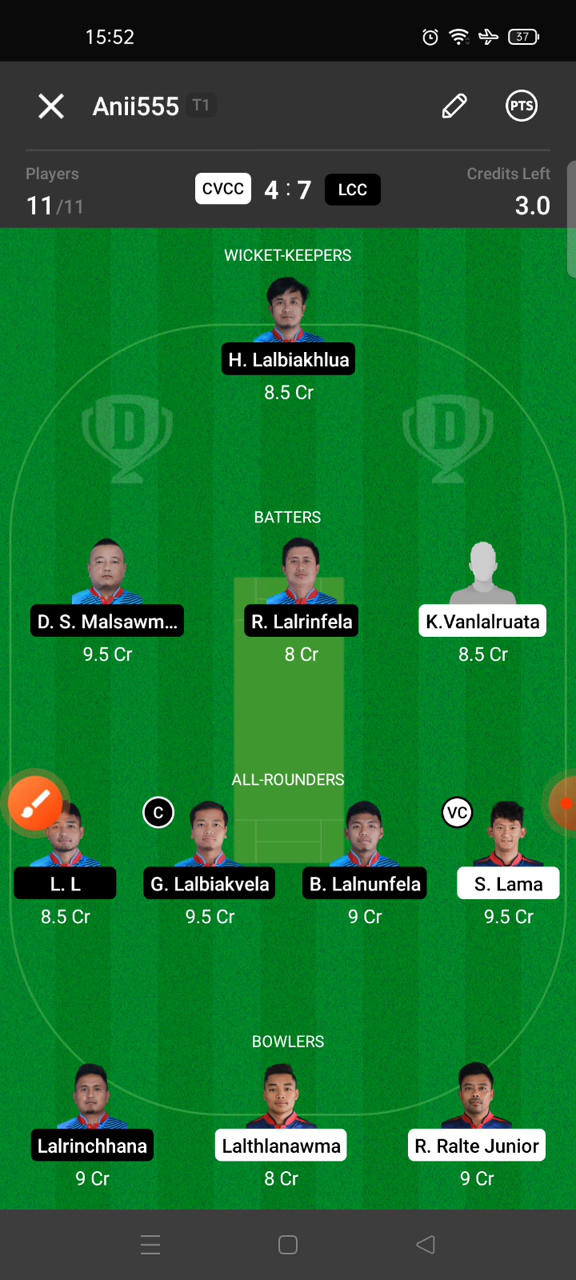 15:52
37
Anii555 T1
PTS
Players
Credits Left
11/11
CVCC 4 : 7 LCC
3.0
WICKET-KEEPERS
H. Lalbiakhlua
8.5 Cr
D D
BATTERS
D. S. Malsawm... R. Lalrinfela K.Vanlalruata
9.5 Cr 8 Cr 8.5 Cr
ALL-ROUNDERS
C VC
L. L G. Lalbiakvela B. Lalnunfela S. Lama
8.5 Cr 9.5 Cr 9 Cr 9.5 Cr
BOWLERS
Lalrinchhana Lalthlanawma R. Ralte Junior
9 Cr 8 Cr 9 Cr